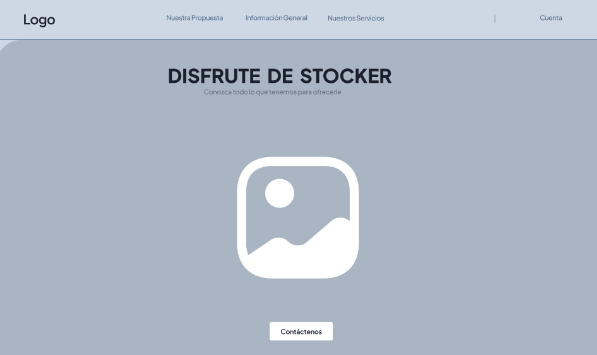 Logo
Nuestra Propuesta
Información General
Nuestros Servicios
Cuenta
DISFRUTE DE STOCKER
Conozca todo lo que tenemos para ofrecerle
Contáctenos